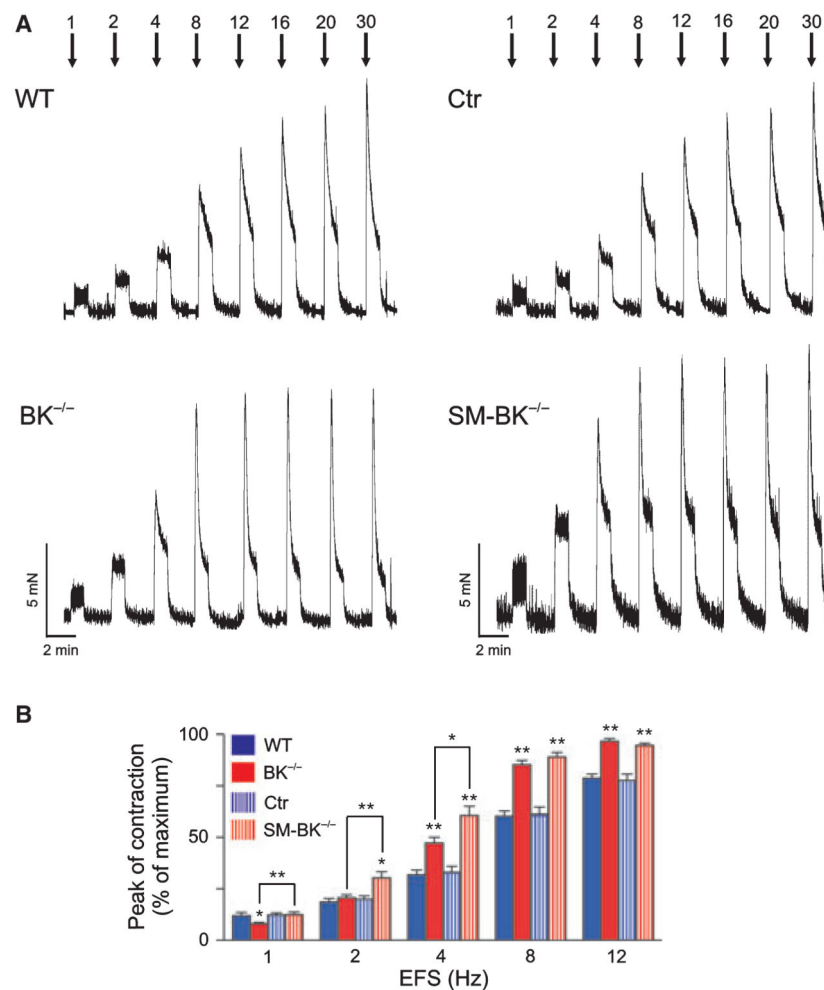 A
1 2 4 8 12 16 20 30
1 2 4 8 12 16 20 30
WT
Ctr
BK–/–
SM-BK–/–
5 mN
2 min
5 mN
2 min
B
Peak of contraction
(% of maximum)
100
50
0
WT
BK–/–
Ctr
SM-BK–/–
*
**
**
*
**
*
**
**
**
**
**
1 2 4 8 12
EFS (Hz)